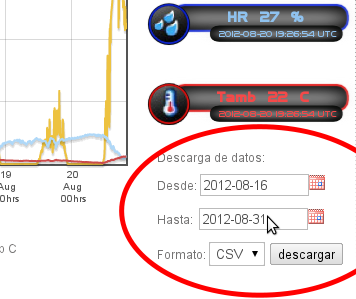 HR 27 %
2012-08-20 19:26:54 UTC
Tamb 22 C
2012-08-20 19:26:54 UTC
19
Aug
00hrs
20
Aug
00hrs
b C
Descarga de datos:
Desde: 2012-08-16
Hasta: 2012-08-31
Formato: CSV descargar